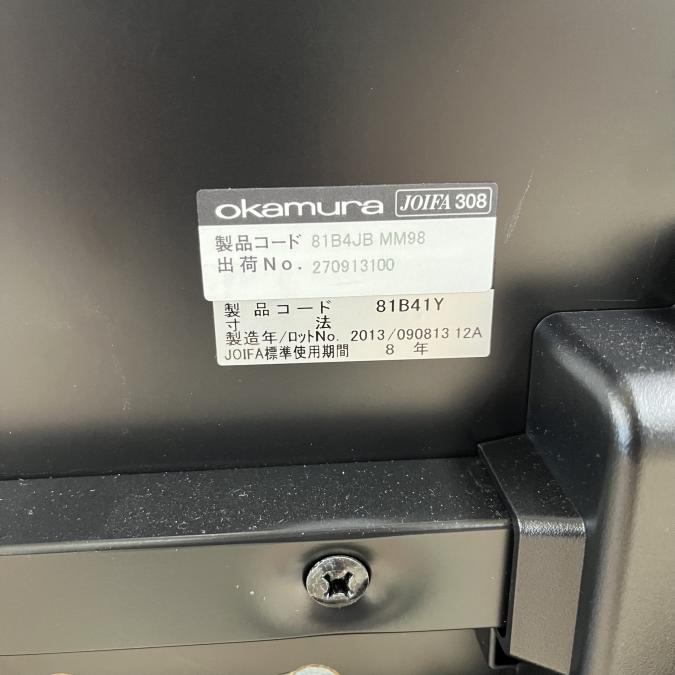 okamura JOIFA 308
製品コード 81B4JB MM98
出荷No. 270913100
製品コード 81B41Y
寸法
製造年/ロットNo. 2013/090813 12A
JOIFA標準使用期間 8 年